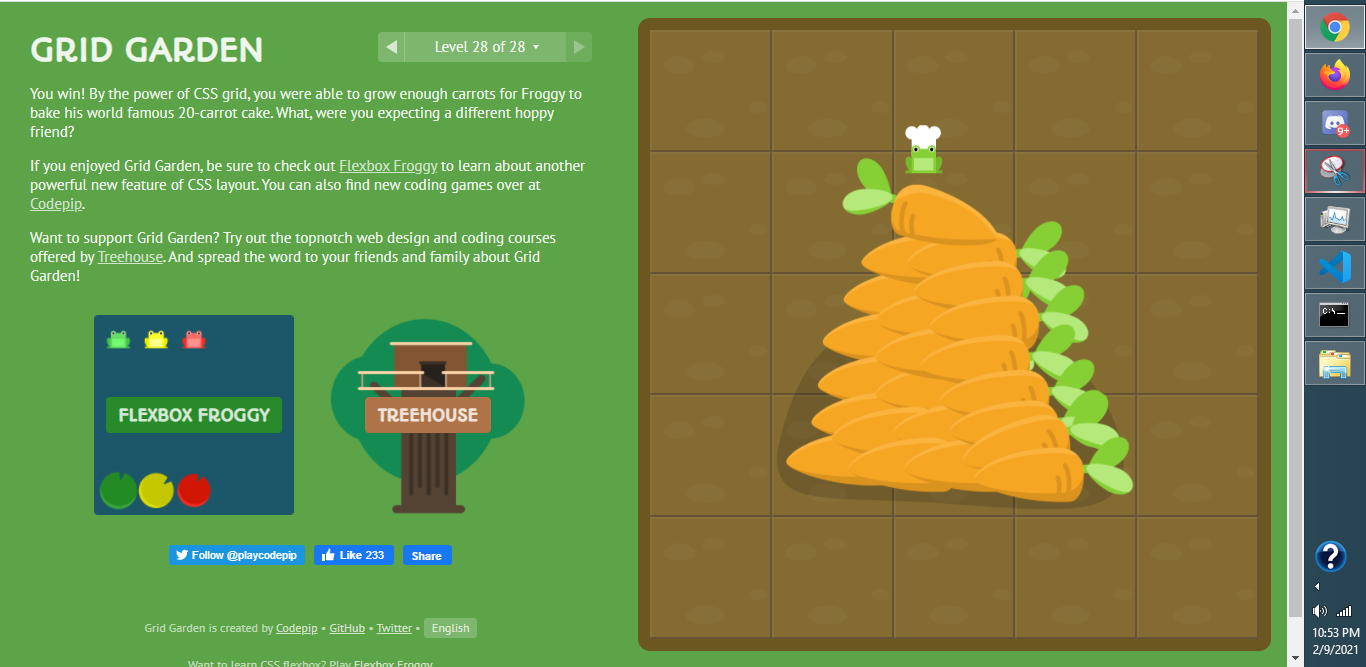 GRID GARDEN
◀ Level 28 of 28 ▾ ▶
You win! By the power of CSS grid, you were able to grow enough carrots for Froggy to
bake his world famous 20-carrot cake. What, were you expecting a different hoppy
friend?
If you enjoyed Grid Garden, be sure to check out Flexbox Froggy to learn about another
powerful new feature of CSS layout. You can also find new coding games over at
Codepip.
Want to support Grid Garden? Try out the topnotch web design and coding courses
offered by Treehouse. And spread the word to your friends and family about Grid
Garden!
FLEXBOX FROGGY
TREEHOUSE
Follow @playcodepip Like 233 Share
Grid Garden is created by Codepip • GitHub • Twitter • English
Want to learn CSS flexbox? Play Flexbox Froggy.
9+
C:\
?
10:53 PM
2/9/2021